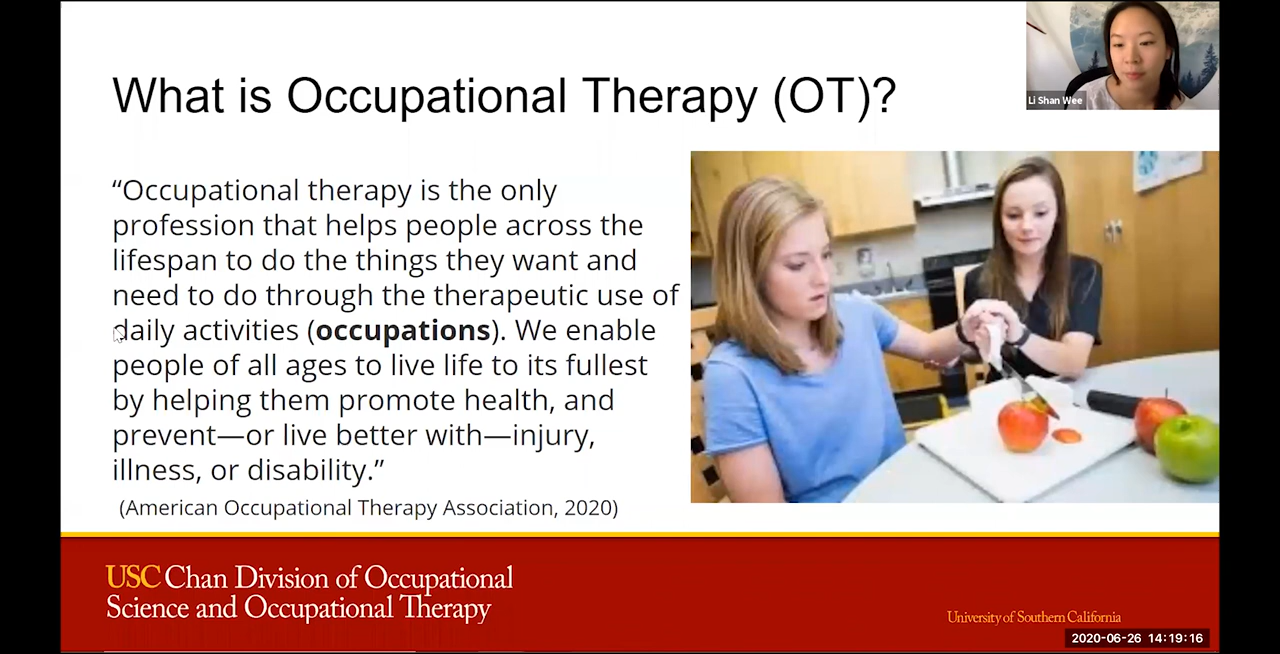 What is Occupational Therapy (OT)?
Li Shan Wee
“Occupational therapy is the only
profession that helps people across the
lifespan to do the things they want and
need to do through the therapeutic use of
daily activities (occupations). We enable
people of all ages to live life to its fullest
by helping them promote health, and
prevent—or live better with—injury,
illness, or disability.”
(American Occupational Therapy Association, 2020)
USC Chan Division of Occupational
Science and Occupational Therapy
University of Southern California
2020-06-26 14:19:16